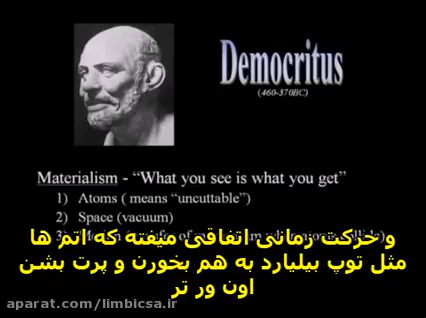 Democritus
(460-370BC)
Materialism - “What you see is what you get”
1) Atoms ( means “uncuttable”)
2) Space (vacuum)
و حرکت زمانی اتفاقی میفته که اتم ها
مثل توپ بیلیارد به هم بخورن و پرت بشن
اون ور تر
aparat.com/limbicsa.ir